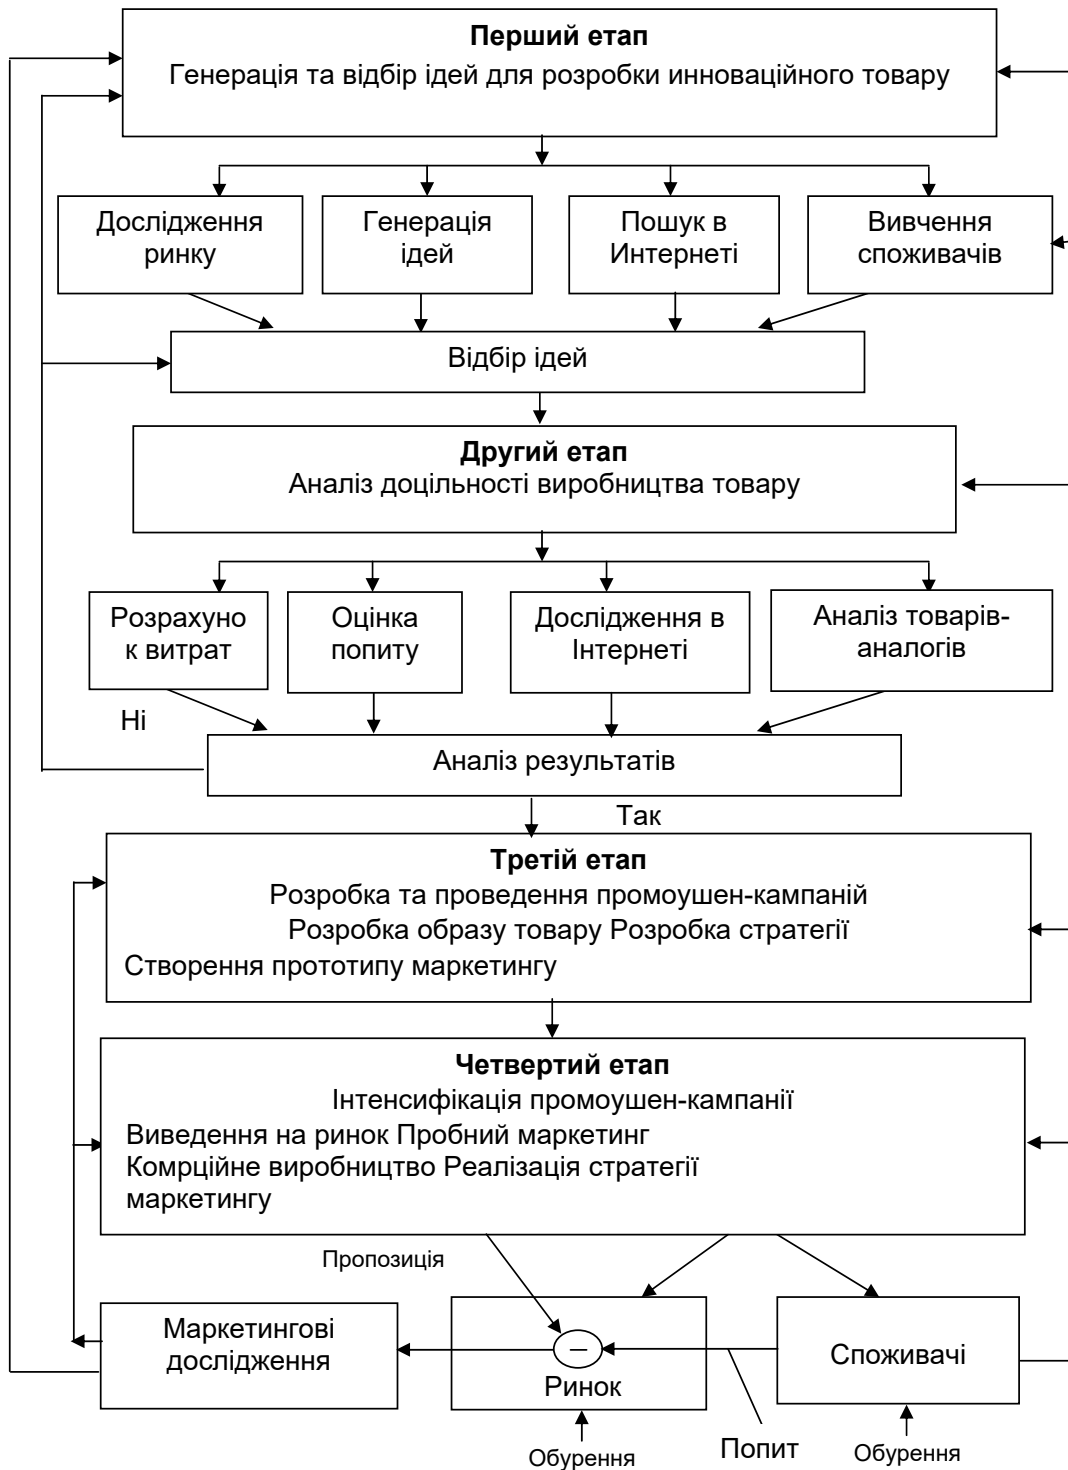 Перший етап
Генерація та відбір ідей для розробки инноваційного товару
Дослідження
ринку
Генерація
ідей
Пошук в
Интернеті
Вивчення
споживачів
Відбір ідей
Другий етап
Аналіз доцільності виробництва товару
Розрахуно
к витрат
Оцінка
попиту
Дослідження в
Інтернеті
Аналіз товарів-
аналогів
Ні
Аналіз результатів
Так
Третій етап
Розробка та проведення промоушен-кампаній
Розробка образу товару Розробка стратегії
Створення прототипу маркетингу
Четвертий етап
Інтенсифікація промоушен-кампанії
Виведення на ринок Пробний маркетинг
Комрційне виробництво Реалізація стратегії
маркетингу
Пропозиція
Маркетингові
дослідження
–
Ринок
Споживачі
Обурення
Попит
Обурення